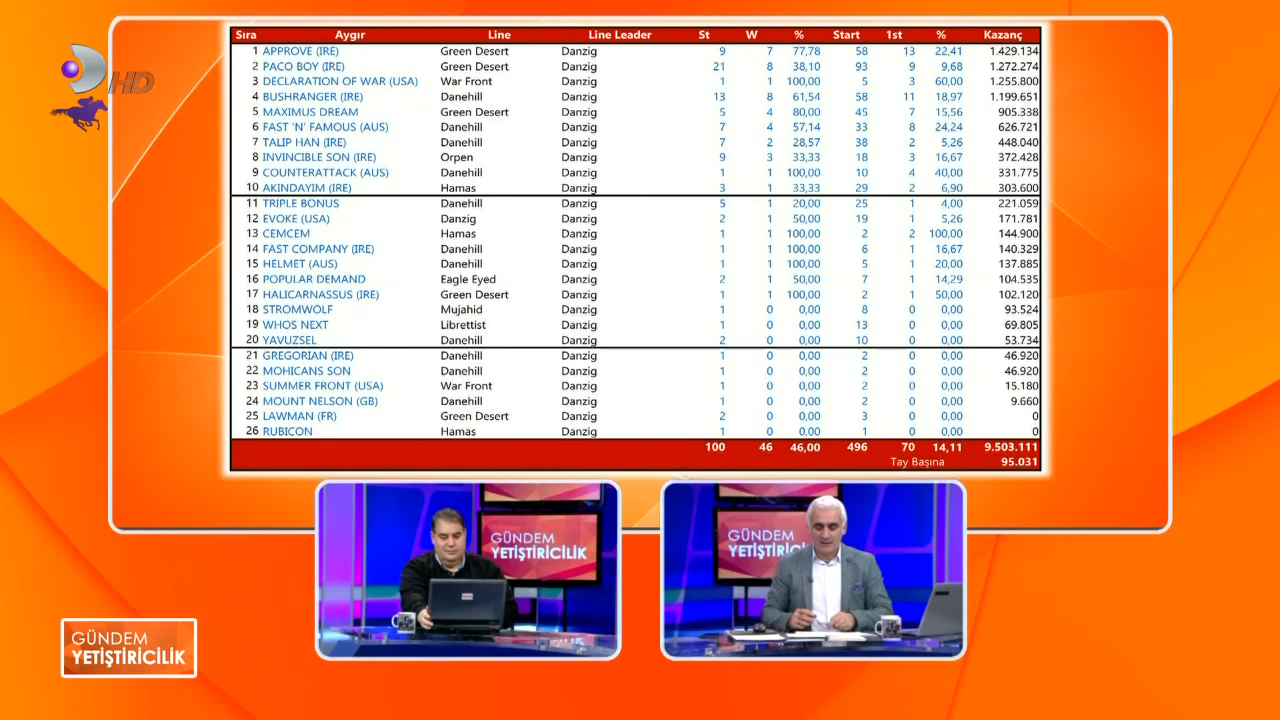 Sıra Aygır Line Line Leader St W % Start 1st % Kazanç
1 APPROVE (IRE) Green Desert Danzig 9 7 77,78 58 13 22,41 1.429.134
2 PACO BOY (IRE) Green Desert Danzig 21 8 38,10 93 9 9,68 1.272.274
3 DECLARATION OF WAR (USA) War Front Danzig 1 1 100,00 5 3 60,00 1.255.800
4 BUSHRANGER (IRE) Danehill Danzig 13 8 61,54 58 11 18,97 1.199.651
5 MAXIMUS DREAM Green Desert Danzig 5 4 80,00 45 7 15,56 905.338
6 FAST 'N' FAMOUS (AUS) Danehill Danzig 7 4 57,14 33 8 24,24 626.721
7 TALIP HAN (IRE) Danehill Danzig 7 2 28,57 38 2 5,26 448.040
8 INVINCIBLE SON (IRE) Orpen Danzig 9 3 33,33 18 3 16,67 372.428
9 COUNTERATTACK (AUS) Danehill Danzig 1 1 100,00 10 4 40,00 331.775
10 AKINDAYIM (IRE) Hamas Danzig 3 1 33,33 29 2 6,90 303.600
11 TRIPLE BONUS Danehill Danzig 5 1 20,00 25 1 4,00 221.059
12 EVOKE (USA) Danzig Danzig 2 1 50,00 19 1 5,26 171.781
13 CEMCEM Hamas Danzig 1 1 100,00 2 2 100,00 144.900
14 FAST COMPANY (IRE) Danehill Danzig 1 1 100,00 6 1 16,67 140.329
15 HELMET (AUS) Danehill Danzig 1 1 100,00 5 1 20,00 137.885
16 POPULAR DEMAND Eagle Eyed Danzig 2 1 50,00 7 1 14,29 104.535
17 HALICARNASSUS (IRE) Green Desert Danzig 1 1 100,00 2 1 50,00 102.120
18 STROMWOLF Mujahid Danzig 1 0 0,00 8 0 0,00 93.524
19 WHOS NEXT Librettist Danzig 1 0 0,00 13 0 0,00 69.805
20 YAVUZSEL Danehill Danzig 2 0 0,00 10 0 0,00 53.734
21 GREGORIAN (IRE) Danehill Danzig 1 0 0,00 2 0 0,00 46.920
22 MOHICANS SON Danehill Danzig 1 0 0,00 2 0 0,00 46.920
23 SUMMER FRONT (USA) War Front Danzig 1 0 0,00 2 0 0,00 15.180
24 MOUNT NELSON (GB) Danehill Danzig 1 0 0,00 2 0 0,00 9.660
25 LAWMAN (FR) Green Desert Danzig 2 0 0,00 3 0 0,00 0
26 RUBICON Hamas Danzig 1 0 0,00 1 0 0,00 0
100 46 46,00 496 70 14,11 9.503.111
Tay Başına 95.031
HD
GÜNDEM
YETİŞTİRİCİLİK
GÜNDEM
YETİŞTİRİCİ
GÜNDEM
YETİŞTİRİCİLİK